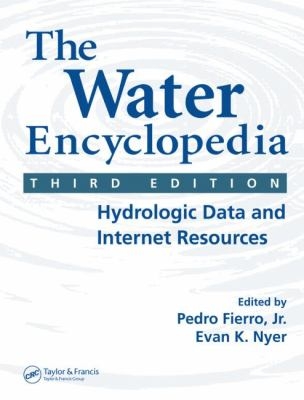 The
Water
Encyclopedia
THIRD EDITION
Hydrologic Data and
Internet Resources
Edited by
Pedro Fierro, Jr.
Evan K. Nyer
CRC
Taylor & Francis
Taylor & Francis Group